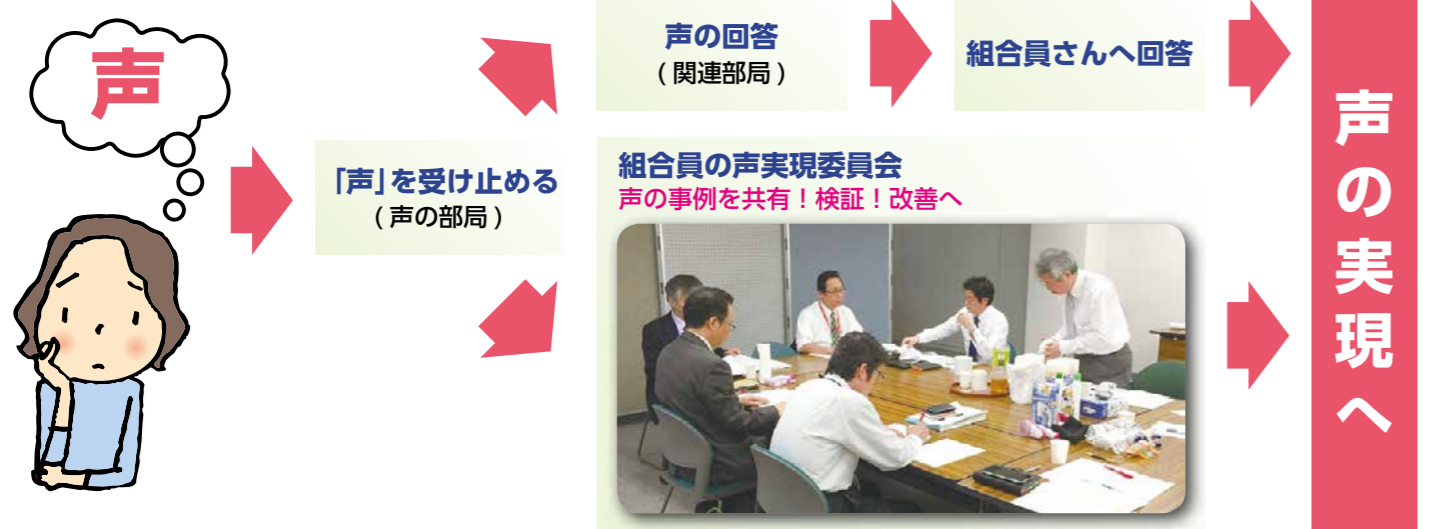 声
「声」を受け止める
(声の部局)
声の回答
(関連部局)
組合員さんへ回答
組合員の声実現委員会
声の事例を共有！検証！改善へ
声の実現へ